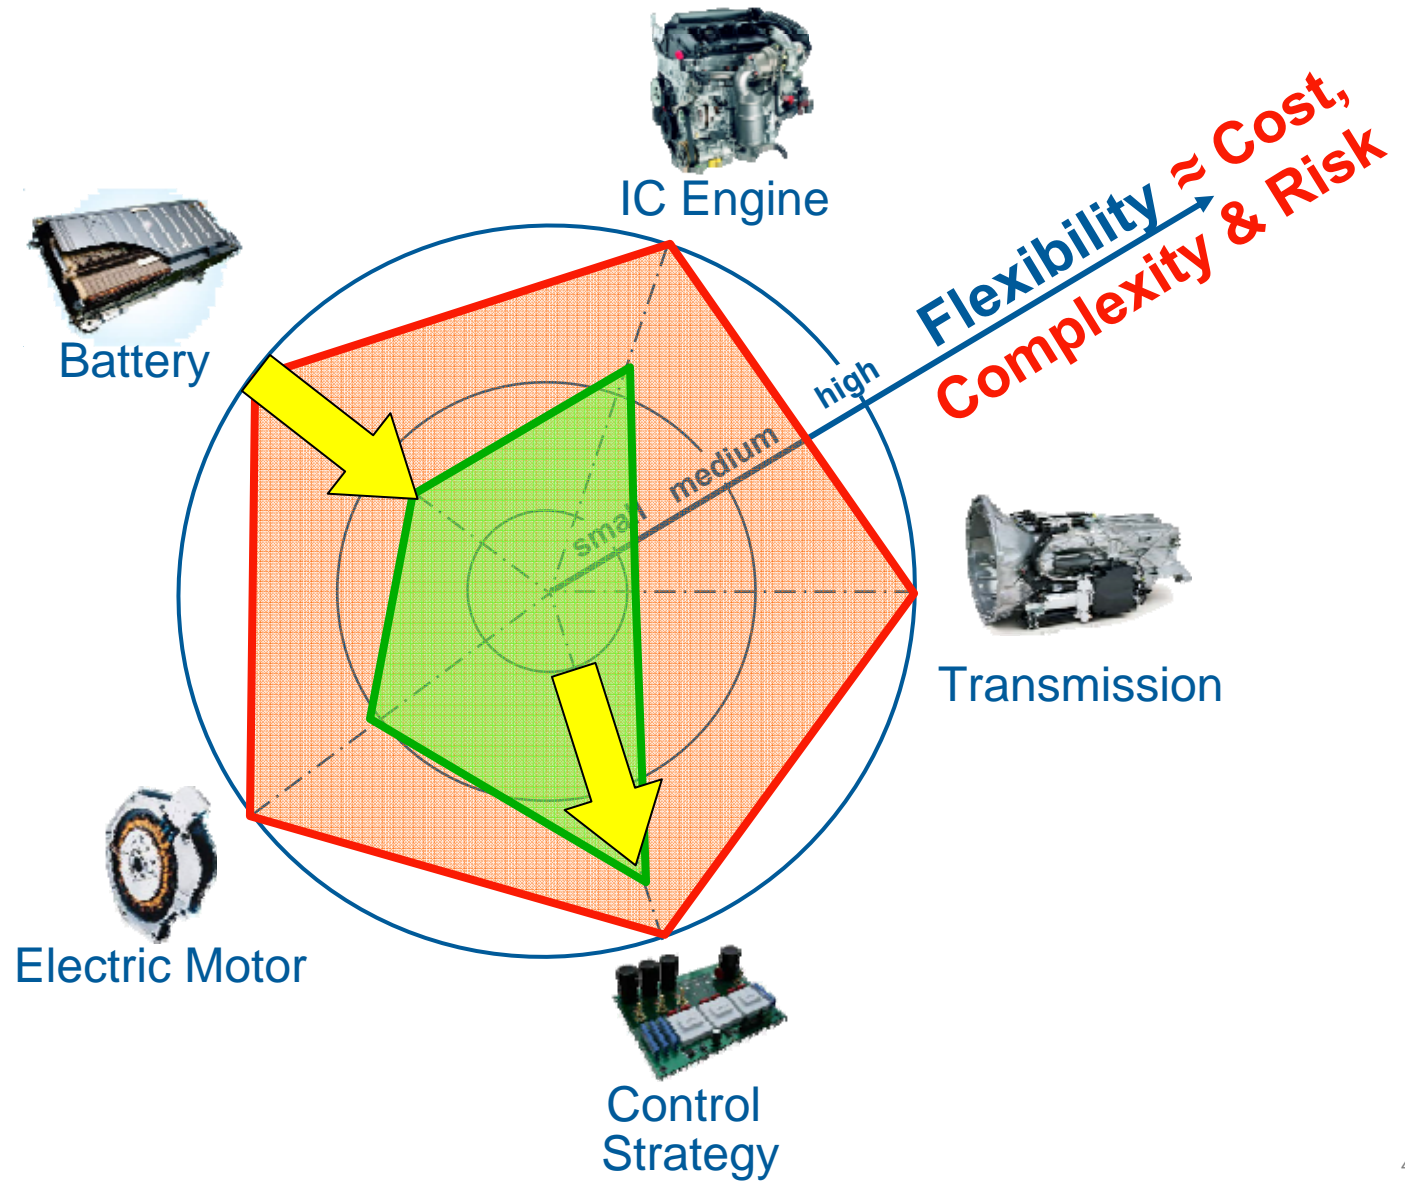 IC Engine
Flexibility ≈ Cost,
Complexity & Risk
Battery
high
medium
small
Transmission
Electric Motor
Control
Strategy